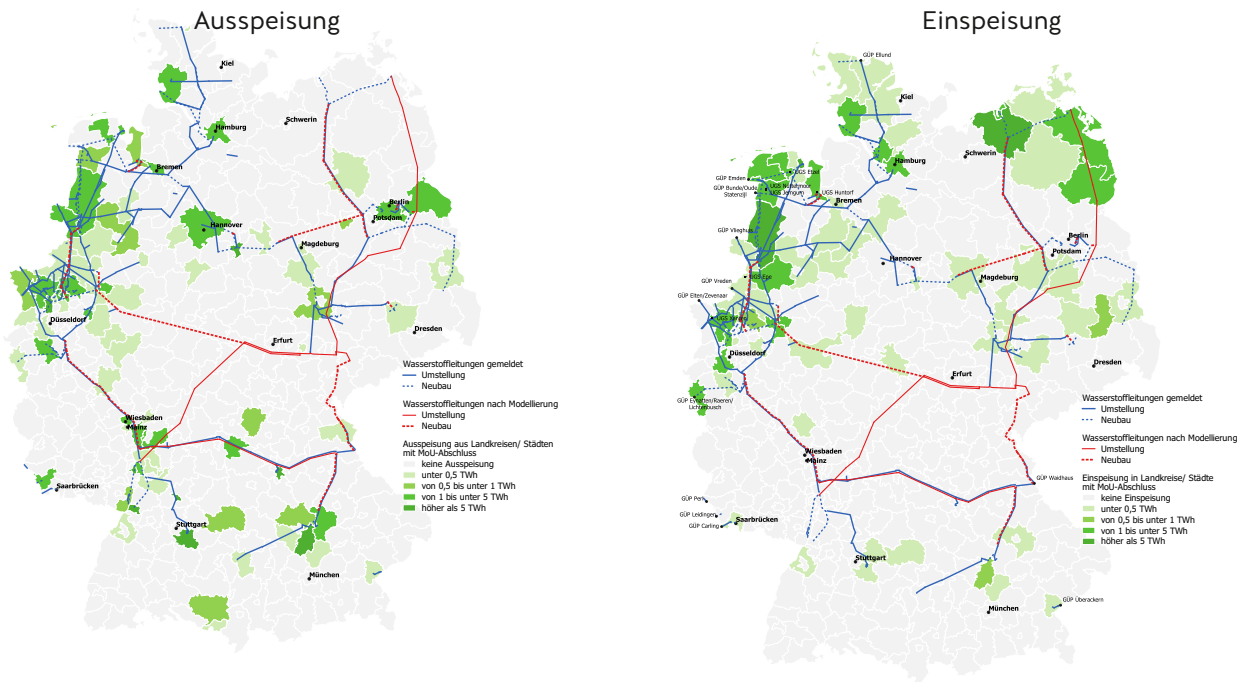 Ausspeisung
Kiel
Schwerin
Hamburg
Bremen
Berlin
Potsdam
Hannover
Magdeburg
Düsseldorf
Dresden
Erfurt
Wiesbaden
Mainz
Saarbrücken
Stuttgart
München
Wasserstoffleitungen gemeldet
Umstellung
Neubau
Wasserstoffleitungen nach Modellierung
Umstellung
Neubau
Ausspeisung aus Landkreisen/ Städten
mit MoU-Abschluss
keine Ausspeisung
unter 0,5 TWh
von 0,5 bis unter 1 TWh
von 1 bis unter 5 TWh
höher als 5 TWh
Einspeisung
GÜP Ellund
Kiel
Schwerin
Hamburg
GÜP Emden
UGS Etzel
GÜP Bunde/Oude
Statenzijl
UGS Jemgum
UGS Huntorf
Bremen
GÜP Vlieghuis
Berlin
Potsdam
Hannover
Magdeburg
UGS Epe
GÜP Vreden
GÜP Elten/Zevenaar
Düsseldorf
Dresden
Erfurt
GÜP Eynatten/Raeren/
Lichtenbusch
Wiesbaden
Mainz
GÜP Waidhaus
GÜP Perl
GÜP Leidingen
GÜP Carling
Saarbrücken
Stuttgart
München
GÜP Überackern
Wasserstoffleitungen gemeldet
Umstellung
Neubau
Wasserstoffleitungen nach Modellierung
Umstellung
Neubau
Einspeisung in Landkreise/ Städte
mit MoU-Abschluss
keine Einspeisung
unter 0,5 TWh
von 0,5 bis unter 1 TWh
von 1 bis unter 5 TWh
höher als 5 TWh